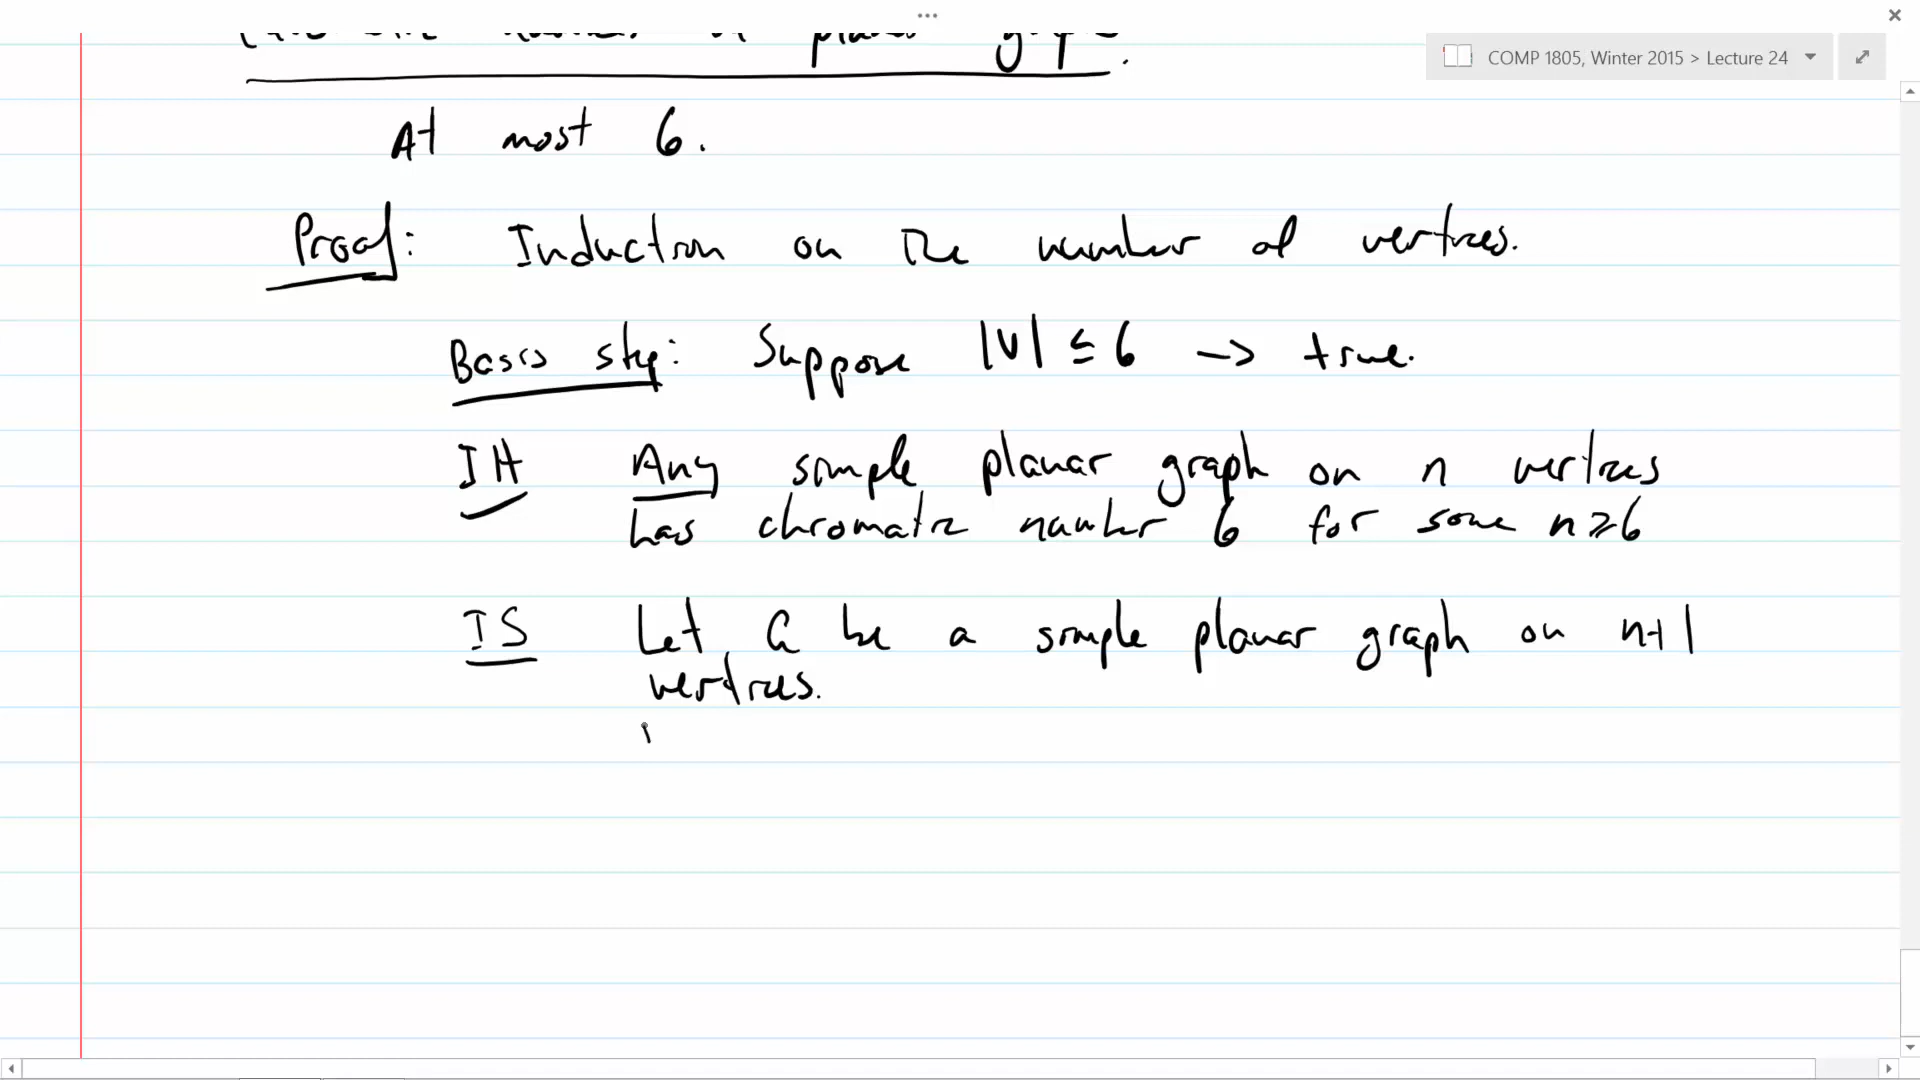 COMP 1805, Winter 2015 > Lecture 24
planar graph.
At most 6.
Proof: Induction on the number of vertices.
Basis step: Suppose |V| ≤ 6 -> true.
IH Any simple planar graph on n vertices
has chromatic number 6 for some n ≥ 6
IS Let G be a simple planar graph on n+1
vertices.